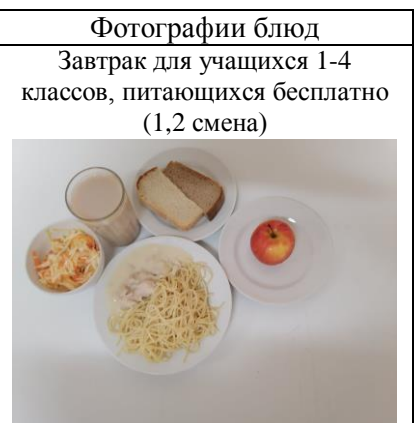 Фотографии блюд
Завтрак для учащихся 1-4
классов, питающихся бесплатно
(1,2 смена)